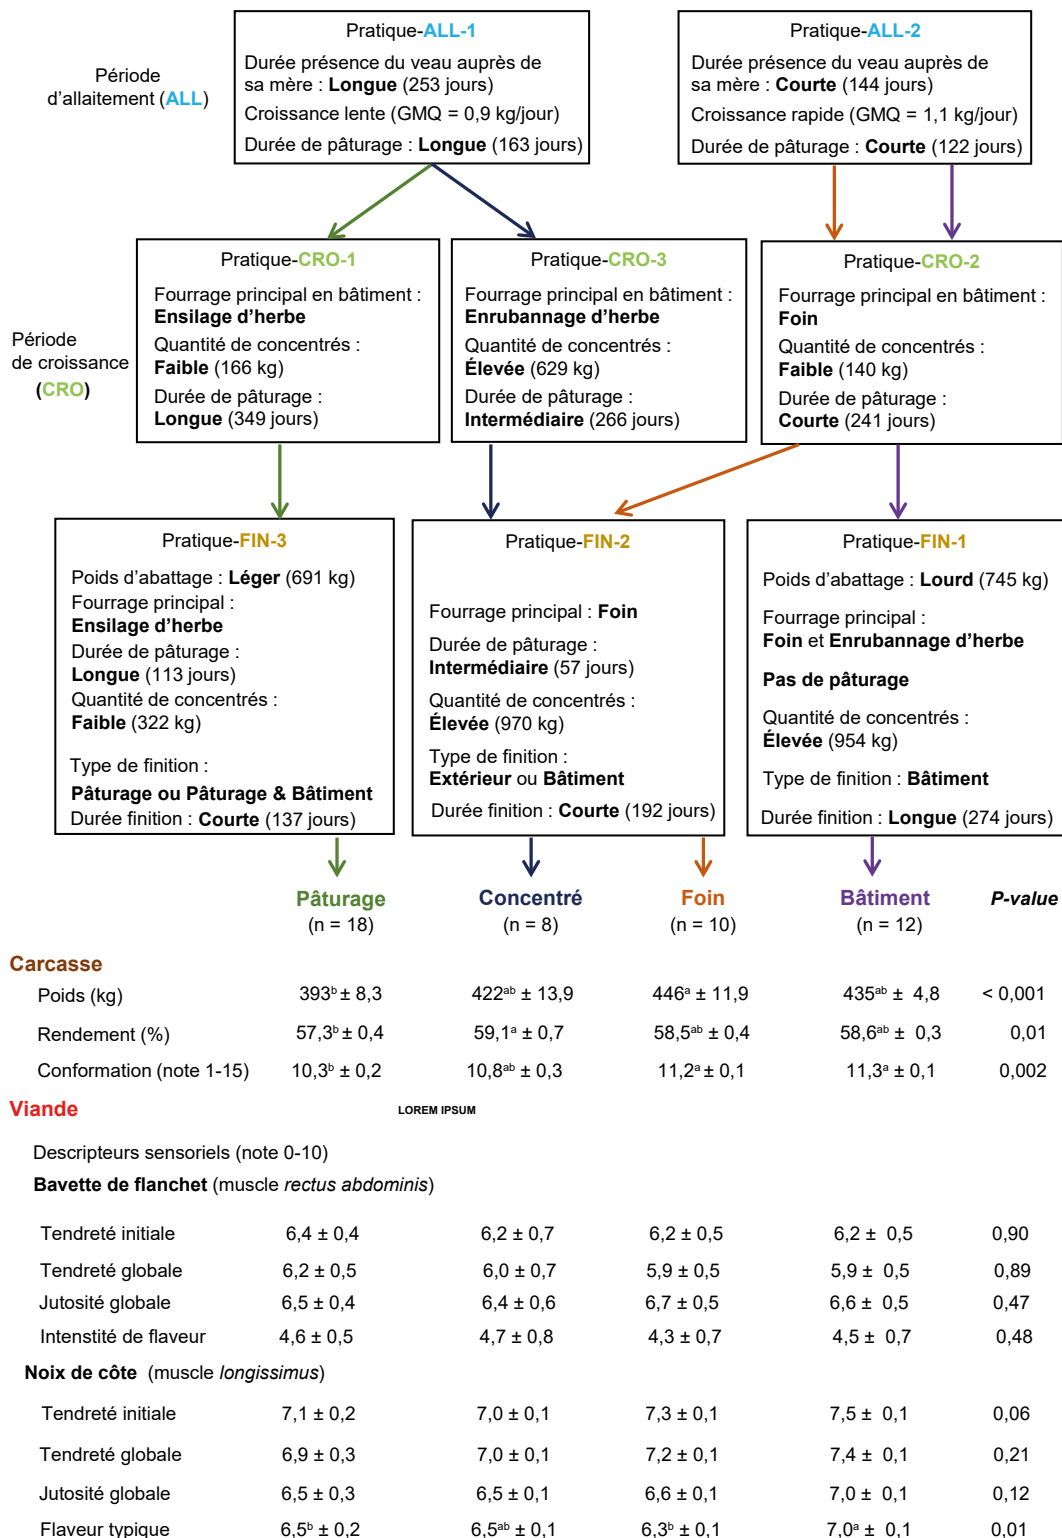 Pratique-ALL-1
Durée présence du veau auprès de
sa mère : Longue (253 jours)
Croissance lente (GMQ = 0,9 kg/jour)
Durée de pâturage : Longue (163 jours)
Pratique-ALL-2
Durée présence du veau auprès de
sa mère : Courte (144 jours)
Croissance rapide (GMQ = 1,1 kg/jour)
Durée de pâturage : Courte (122 jours)
Période
d'allaitement (ALL)
Période
de croissance
(CRO)
Pratique-CRO-1
Fourrage principal en bâtiment :
Ensilage d'herbe
Quantité de concentrés :
Faible (166 kg)
Durée de pâturage :
Longue (349 jours)
Pratique-CRO-3
Fourrage principal en bâtiment :
Enrubannage d'herbe
Quantité de concentrés :
Élevée (629 kg)
Durée de pâturage :
Intermédiaire (266 jours)
Pratique-CRO-2
Fourrage principal en bâtiment :
Foin
Quantité de concentrés :
Faible (140 kg)
Durée de pâturage :
Courte (241 jours)
Pratique-FIN-3
Poids d'abattage : Léger (691 kg)
Fourrage principal :
Ensilage d'herbe
Durée de pâturage :
Longue (113 jours)
Quantité de concentrés :
Faible (322 kg)
Type de finition :
Pâturage ou Pâturage & Bâtiment
Durée finition : Courte (137 jours)
Pratique-FIN-2
Fourrage principal : Foin
Durée de pâturage :
Intermédiaire (57 jours)
Quantité de concentrés :
Élevée (970 kg)
Type de finition :
Extérieur ou Bâtiment
Durée finition : Courte (192 jours)
Pratique-FIN-1
Poids d'abattage : Lourd (745 kg)
Fourrage principal :
Foin et Enrubannage d'herbe
Pas de pâturage
Quantité de concentrés :
Élevée (954 kg)
Type de finition : Bâtiment
Durée finition : Longue (274 jours)
Pâturage Concentré Foin Bâtiment P-value
(n = 18) (n = 8) (n = 10) (n = 12)
Carcasse
Poids (kg) 393ᵇ ± 8,3 422ᵃᵇ ± 13,9 446ᵃ ± 11,9 435ᵃᵇ ± 4,8 < 0,001
Rendement (%) 57,3ᵇ ± 0,4 59,1ᵃ ± 0,7 58,5ᵃᵇ ± 0,4 58,6ᵃᵇ ± 0,3 0,01
Conformation (note 1-15) 10,3ᵇ ± 0,2 10,8ᵃᵇ ± 0,3 11,2ᵃ ± 0,1 11,3ᵃ ± 0,1 0,002
Viande LOREM IPSUM
Descripteurs sensoriels (note 0-10)
Bavette de flanchet (muscle rectus abdominis)
Tendreté initiale 6,4 ± 0,4 6,2 ± 0,7 6,2 ± 0,5 6,2 ± 0,5 0,90
Tendreté globale 6,2 ± 0,5 6,0 ± 0,7 5,9 ± 0,5 5,9 ± 0,5 0,89
Jutosité globale 6,5 ± 0,4 6,4 ± 0,6 6,7 ± 0,5 6,6 ± 0,5 0,47
Intenstité de flaveur 4,6 ± 0,5 4,7 ± 0,8 4,3 ± 0,7 4,5 ± 0,7 0,48
Noix de côte (muscle longissimus)
Tendreté initiale 7,1 ± 0,2 7,0 ± 0,1 7,3 ± 0,1 7,5 ± 0,1 0,06
Tendreté globale 6,9 ± 0,3 7,0 ± 0,1 7,2 ± 0,1 7,4 ± 0,1 0,21
Jutosité globale 6,5 ± 0,3 6,5 ± 0,1 6,6 ± 0,1 7,0 ± 0,1 0,12
Flaveur typique 6,5ᵇ ± 0,2 6,5ᵃᵇ ± 0,1 6,3ᵇ ± 0,1 7,0ᵃ ± 0,1 0,01